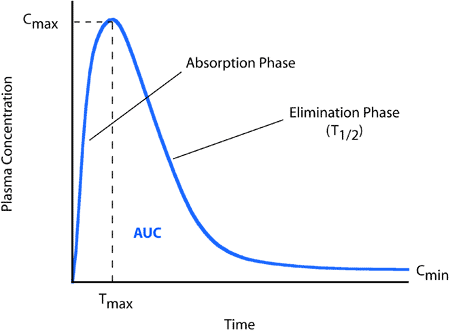 Cmax
Absorption Phase
Elimination Phase
(T1/2)
Plasma Concentration
AUC
Cmin
Tmax
Time